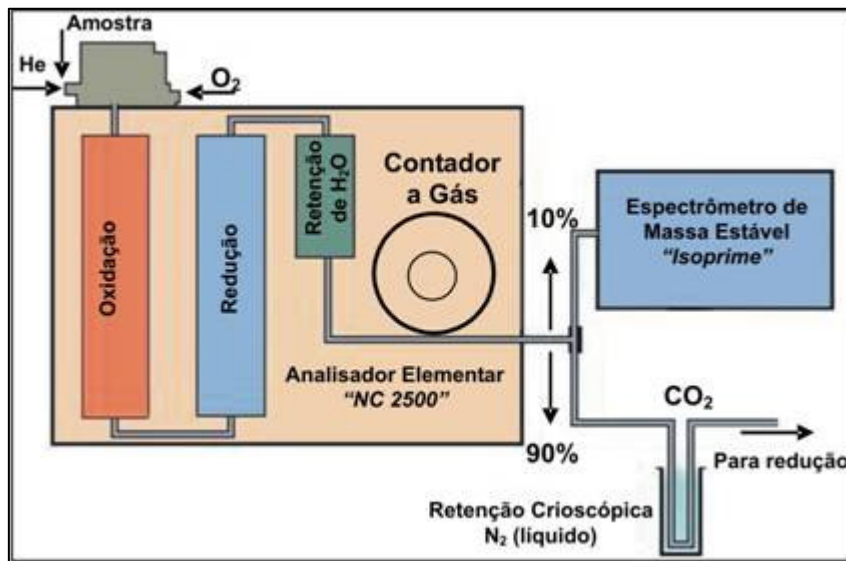 Amostra
He
O₂
Oxidação
Redução
Retenção
de H₂O
Contador
a Gás
10%
Espectrômetro de
Massa Estável
"Isoprime"
Analisador Elementar
"NC 2500"
90%
CO₂
Para redução
Retenção Crioscópica
N₂ (líquido)